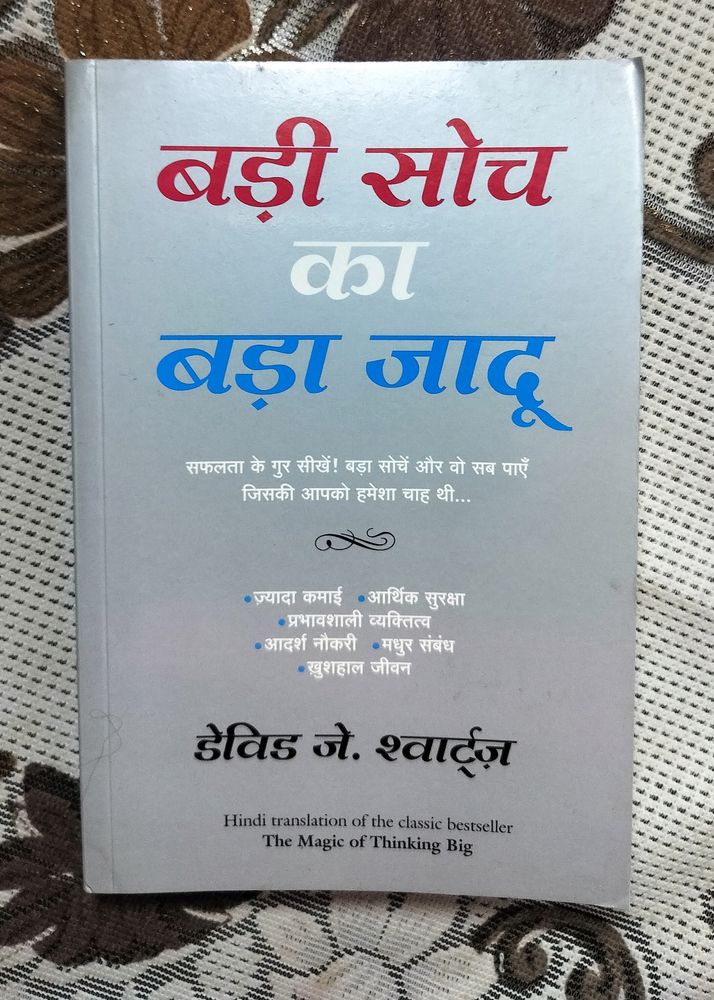 बड़ी सोच
का
बड़ा जादू
सफलता के गुर सीखें! बड़ा सोचें और वो सब पाएँ
जिसकी आपको हमेशा चाह थी...
•ज़्यादा कमाई •आर्थिक सुरक्षा
•प्रभावशाली व्यक्तित्व
•आदर्श नौकरी •मधुर संबंध
•ख़ुशहाल जीवन
डेविड जे. श्वार्ट्ज़
Hindi translation of the classic bestseller
The Magic of Thinking Big